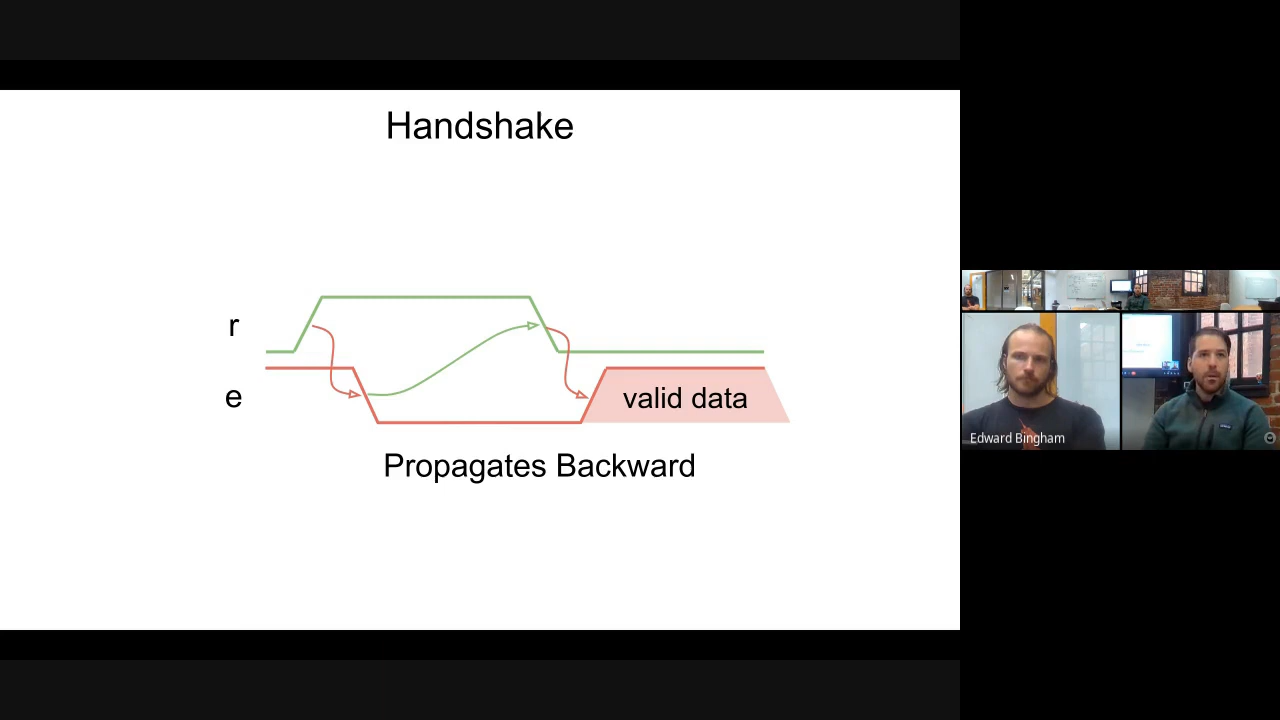 Handshake
r
e
valid data
Propagates Backward
Edward Bingham